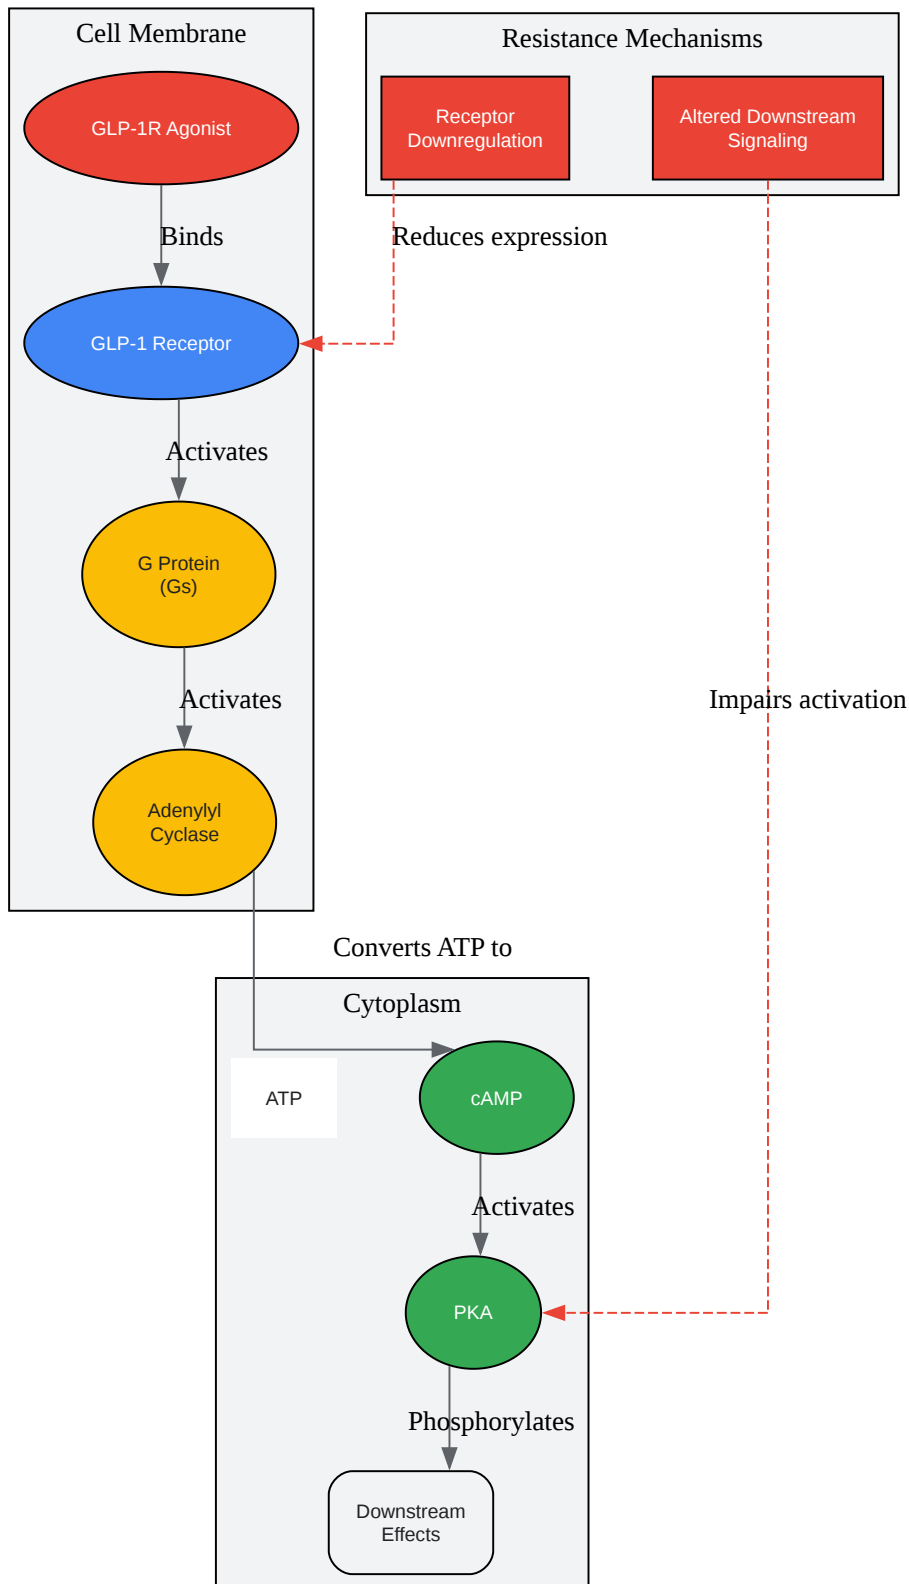 Cell Membrane
GLP-1R Agonist
Binds
GLP-1 Receptor
Activates
G Protein
(Gs)
Activates
Adenylyl
Cyclase
Resistance Mechanisms
Receptor
Downregulation
Altered Downstream
Signaling
Reduces expression
Impairs activation
Converts ATP to
Cytoplasm
ATP
cAMP
Activates
PKA
Phosphorylates
Downstream
Effects